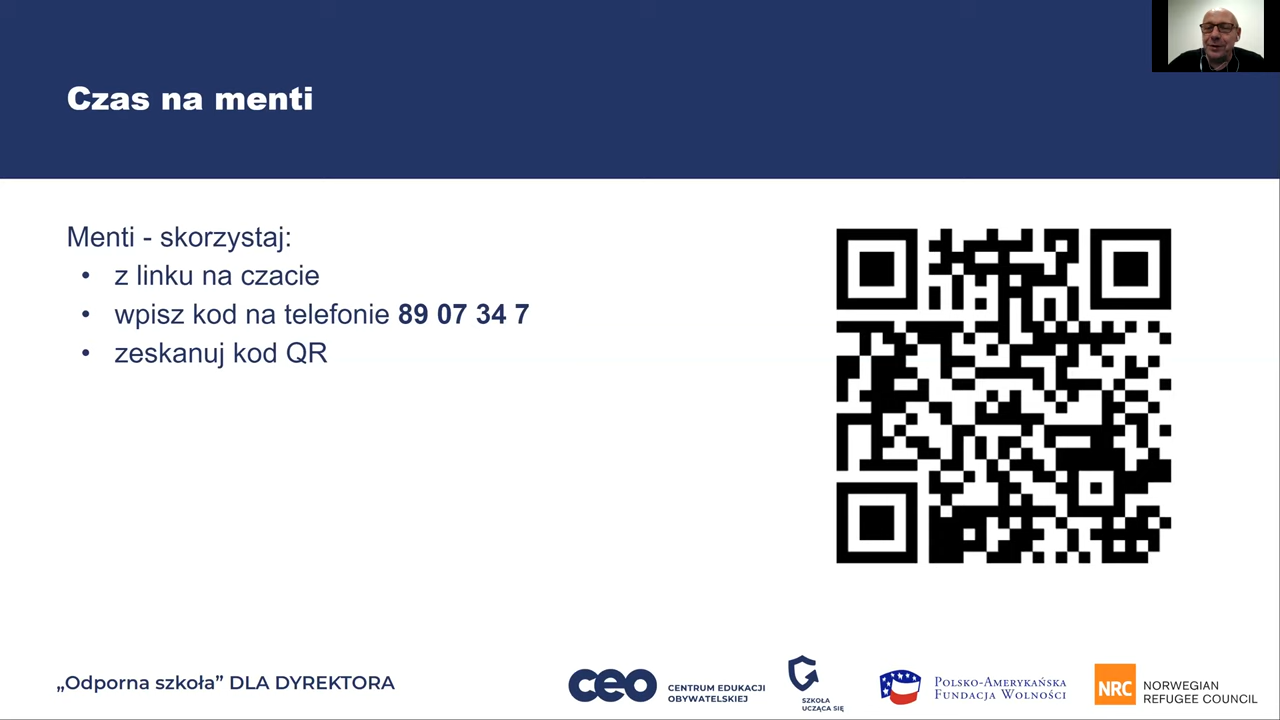 Czas na menti
Menti - skorzystaj:
• z linku na czacie
• wpisz kod na telefonie 89 07 34 7
• zeskanuj kod QR
„Odporna szkoła” DLA DYREKTORA
ceo
CENTRUM EDUKACJI
OBYWATELSKIEJ
SZKOŁA
UCZĄCA SIĘ
POLSKO-AMERYKAŃSKA
FUNDACJA WOLNOŚCI
NRC
NORWEGIAN
REFUGEE COUNCIL